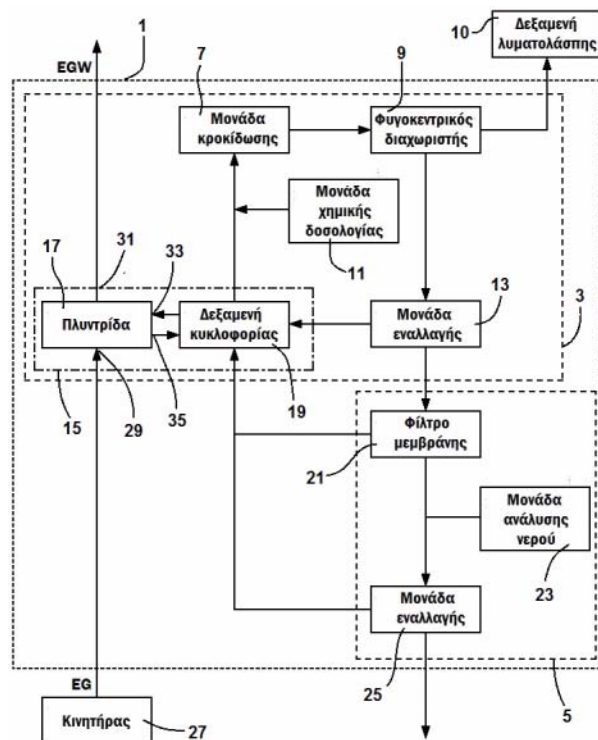 1
10
Δεξαμενή
λυματολάσπης
EGW
7
9
Μονάδα
κροκίδωσης
Φυγοκεντρικός
διαχωριστής
Μονάδα
χημικής
δοσολογίας
11
17
31
33
13
3
Πλυντρίδα
Δεξαμενή
κυκλοφορίας
Μονάδα
εναλλαγής
15
29
35
19
Φίλτρο
μεμβράνης
21
Μονάδα
ανάλυσης
νερού
23
Μονάδα
εναλλαγής
25
5
EG
Κινητήρας
27